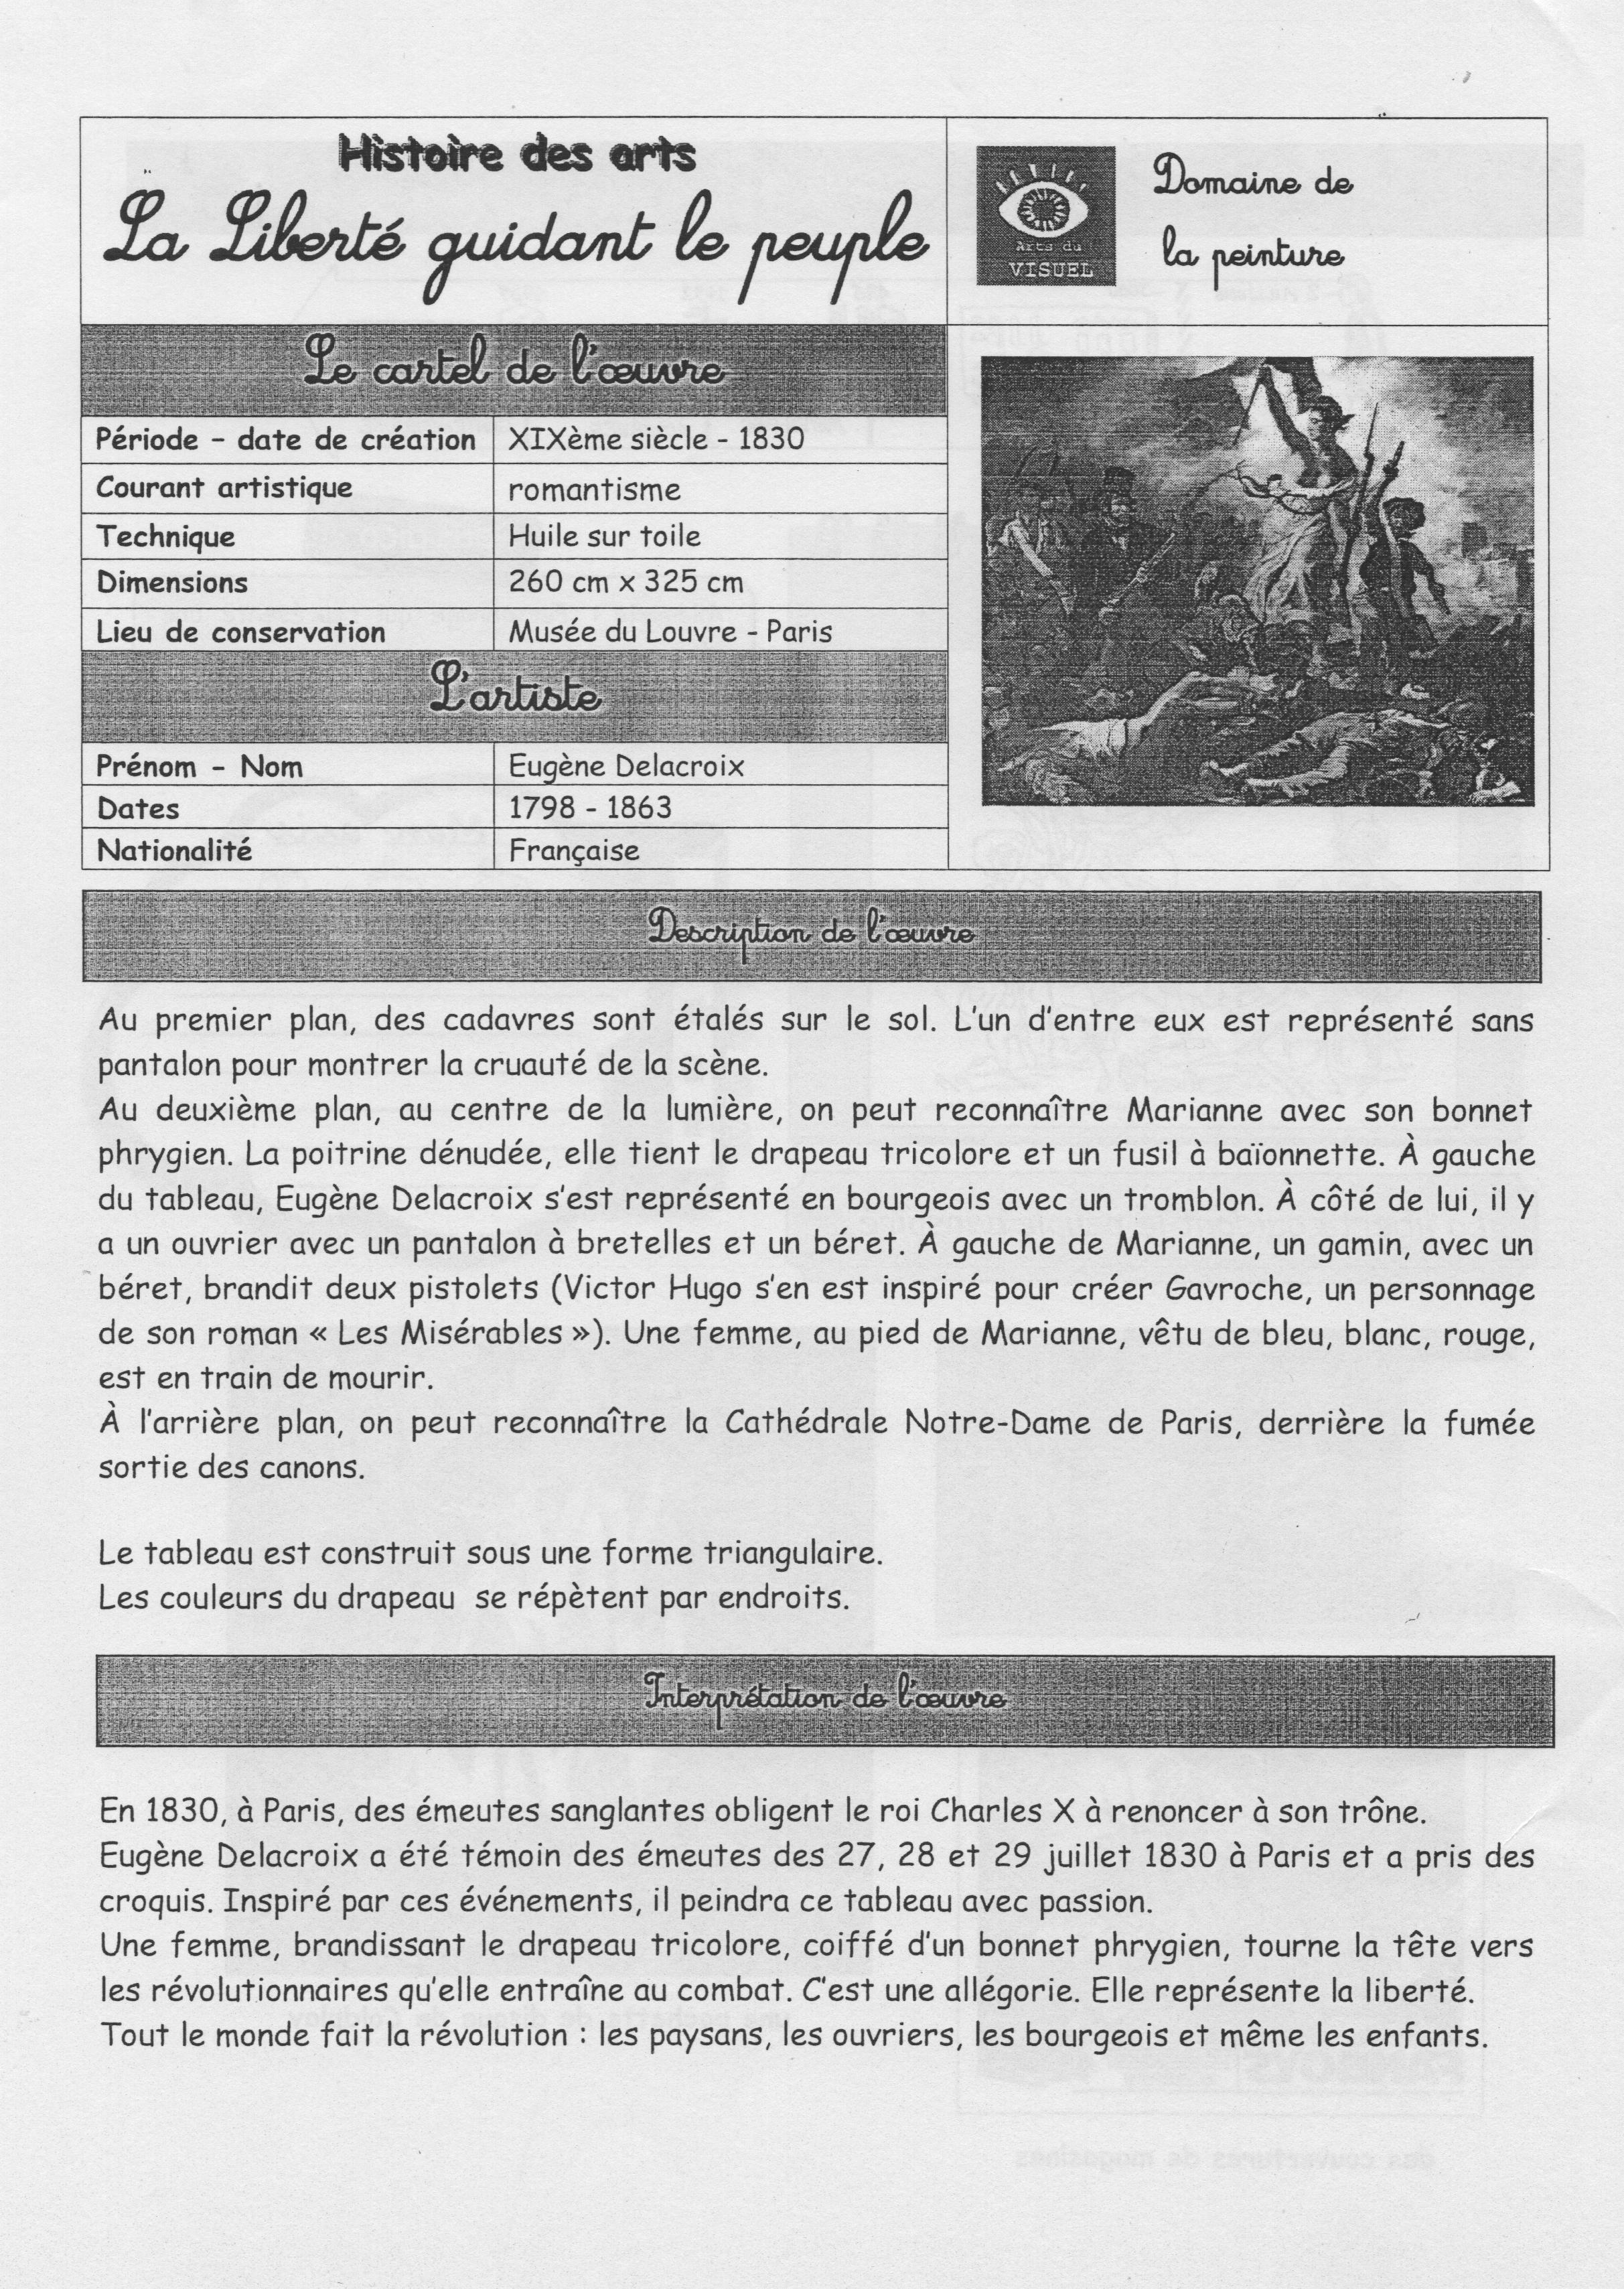 Histoire des arts
La Liberté guidant le peuple
Arts du
VISUEL
Domaine de
la peinture
Le cartel de l'œuvre
Période – date de création XIXème siècle - 1830
Courant artistique romantisme
Technique Huile sur toile
Dimensions 260 cm x 325 cm
Lieu de conservation Musée du Louvre - Paris
L'artiste
Prénom – Nom Eugène Delacroix
Dates 1798 - 1863
Nationalité Française
Description de l'œuvre
Au premier plan, des cadavres sont étalés sur le sol. L'un d'entre eux est représenté sans
pantalon pour montrer la cruauté de la scène.
Au deuxième plan, au centre de la lumière, on peut reconnaître Marianne avec son bonnet
phrygien. La poitrine dénudée, elle tient le drapeau tricolore et un fusil à baïonnette. À gauche
du tableau, Eugène Delacroix s'est représenté en bourgeois avec un tromblon. À côté de lui, il y
a un ouvrier avec un pantalon à bretelles et un béret. À gauche de Marianne, un gamin, avec un
béret, brandit deux pistolets (Victor Hugo s'en est inspiré pour créer Gavroche, un personnage
de son roman « Les Misérables »). Une femme, au pied de Marianne, vêtu de bleu, blanc, rouge,
est en train de mourir.
À l'arrière plan, on peut reconnaître la Cathédrale Notre-Dame de Paris, derrière la fumée
sortie des canons.
Le tableau est construit sous une forme triangulaire.
Les couleurs du drapeau se répètent par endroits.
Interprétation de l'œuvre
En 1830, à Paris, des émeutes sanglantes obligent le roi Charles X à renoncer à son trône.
Eugène Delacroix a été témoin des émeutes des 27, 28 et 29 juillet 1830 à Paris et a pris des
croquis. Inspiré par ces événements, il peindra ce tableau avec passion.
Une femme, brandissant le drapeau tricolore, coiffé d'un bonnet phrygien, tourne la tête vers
les révolutionnaires qu'elle entraîne au combat. C'est une allégorie. Elle représente la liberté.
Tout le monde fait la révolution : les paysans, les ouvriers, les bourgeois et même les enfants.
des couvertures de magazines